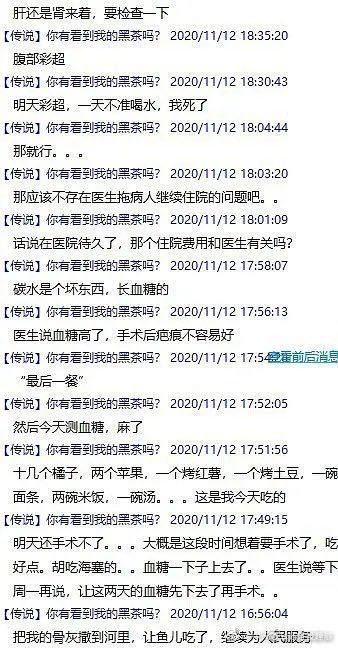 肝还是肾来着，要检查一下
【传说】你有看到我的黑茶吗? 2020/11/12 18:35:20
腹部彩超
【传说】你有看到我的黑茶吗? 2020/11/12 18:30:43
明天彩超，一天不准喝水，我死了
【传说】你有看到我的黑茶吗? 2020/11/12 18:04:44
那就行。。。
【传说】你有看到我的黑茶吗? 2020/11/12 18:03:20
那应该不存在医生拖病人继续住院的问题吧。。
【传说】你有看到我的黑茶吗? 2020/11/12 18:01:09
话说在医院待久了，那个住院费用和医生有关吗?
【传说】你有看到我的黑茶吗? 2020/11/12 17:58:07
碳水是个坏东西，长血糖的
【传说】你有看到我的黑茶吗? 2020/11/12 17:56:13
医生说血糖高了，手术后疤痕不容易好
【传说】你有看到我的黑茶吗? 2020/11/12 17:54: 查看前后消息
“最后一餐”
【传说】你有看到我的黑茶吗? 2020/11/12 17:52:05
然后今天测血糖，麻了
【传说】你有看到我的黑茶吗? 2020/11/12 17:51:56
十几个橘子，两个苹果，一个烤红薯，一个烤土豆，一碗
面条，两碗米饭，一碗汤。。。这是我今天吃的
【传说】你有看到我的黑茶吗? 2020/11/12 17:49:15
明天还手术不了。。。大概是这段时间想着要手术了，吃
好点。胡吃海塞的。。。血糖一下子上去了。。医生说等下
周一再说，让这两天的血糖先下去了再手术。。
【传说】你有看到我的黑茶吗? 2020/11/12 16:56:04
把我的骨灰撒到河里，让鱼儿吃了，继续为人民服务